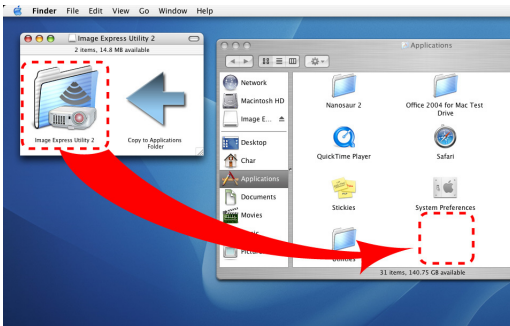 Finder File Edit View Go Window Help
Image Express Utility 2
2 items, 14.8 MB available
Image Express Utility 2
Copy to Applications
Folder
Applications
Network
Macintosh HD
Image E...
Desktop
Char
Applications
Documents
Movies
Nanosaur 2
Office 2004 for Mac Test
Drive
QuickTime Player
Safari
Stickies
System Preferences
31 items, 140.75 GB available